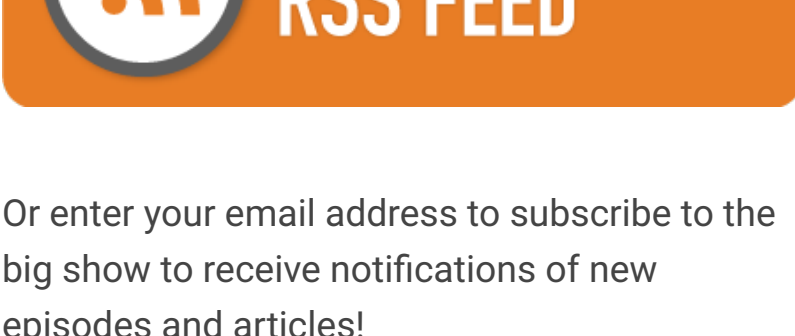 RSS FEED
Or enter your email address to subscribe to the
big show to receive notifications of new
episodes and articles!